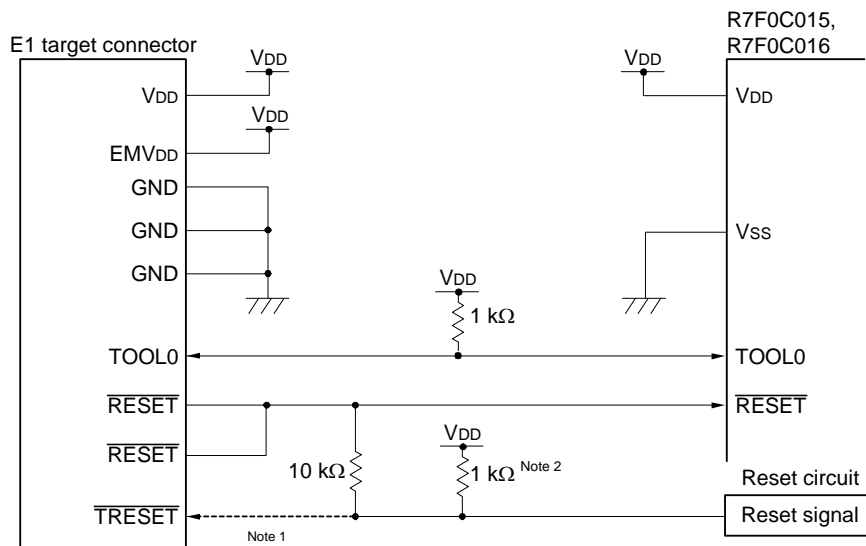 R7F0C015,
R7F0C016
E1 target connector
VDD
VDD
VDD
VDD
VDD
EMVDD
GND
GND
VSS
GND
VDD
1 kΩ
TOOL0
TOOL0
RESET
RESET
VDD
RESET
10 kΩ
1 kΩ Note 2
Reset circuit
TRESET
Reset signal
Note 1